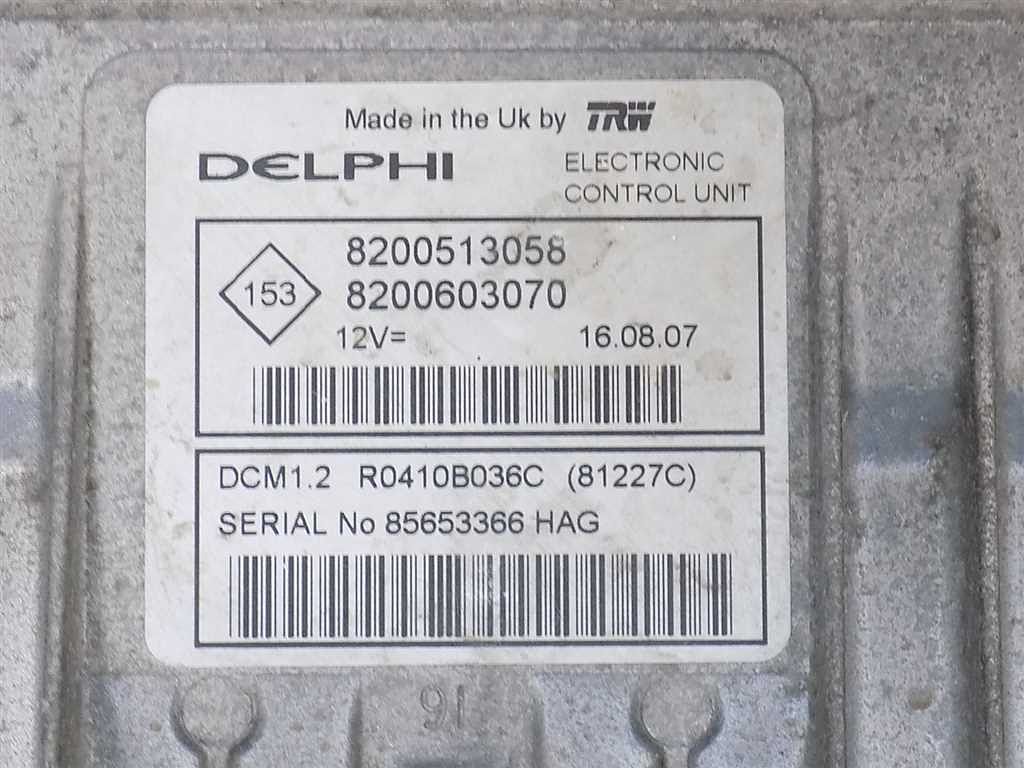 Made in the Uk by TRW
DELPHI
ELECTRONIC
CONTROL UNIT
153
8200513058
8200603070
12V=
16.08.07
DCM1.2 R0410B036C (81227C)
SERIAL No 85653366 HAG
91